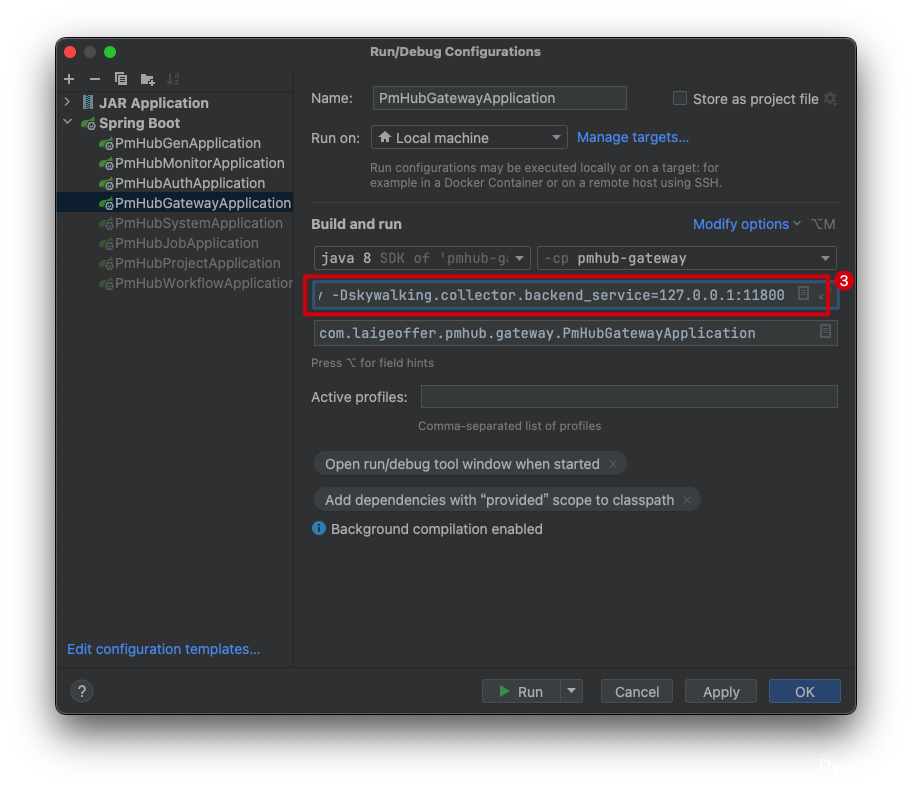 Run/Debug Configurations
JAR Application
Spring Boot
PmHubGenApplication
PmHubMonitorApplication
PmHubAuthApplication
PmHubGatewayApplication
PmHubSystemApplication
PmHubJobApplication
PmHubProjectApplication
PmHubWorkflowApplication
Edit configuration templates...
Name: PmHubGatewayApplication Store as project file
Run on: Local machine Manage targets...
Run configurations may be executed locally or on a target: for
example in a Docker Container or on a remote host using SSH.
Build and run Modify options ⌥M
java 8 SDK of 'pmhub-ga -cp pmhub-gateway
-Dskywalking.collector.backend_service=127.0.0.1:11800 3
com.laigeoffer.pmhub.gateway.PmHubGatewayApplication
Press ⌥ for field hints
Active profiles:
Comma-separated list of profiles
Open run/debug tool window when started ×
Add dependencies with “provided” scope to classpath ×
Background compilation enabled
? Run Cancel Apply OK